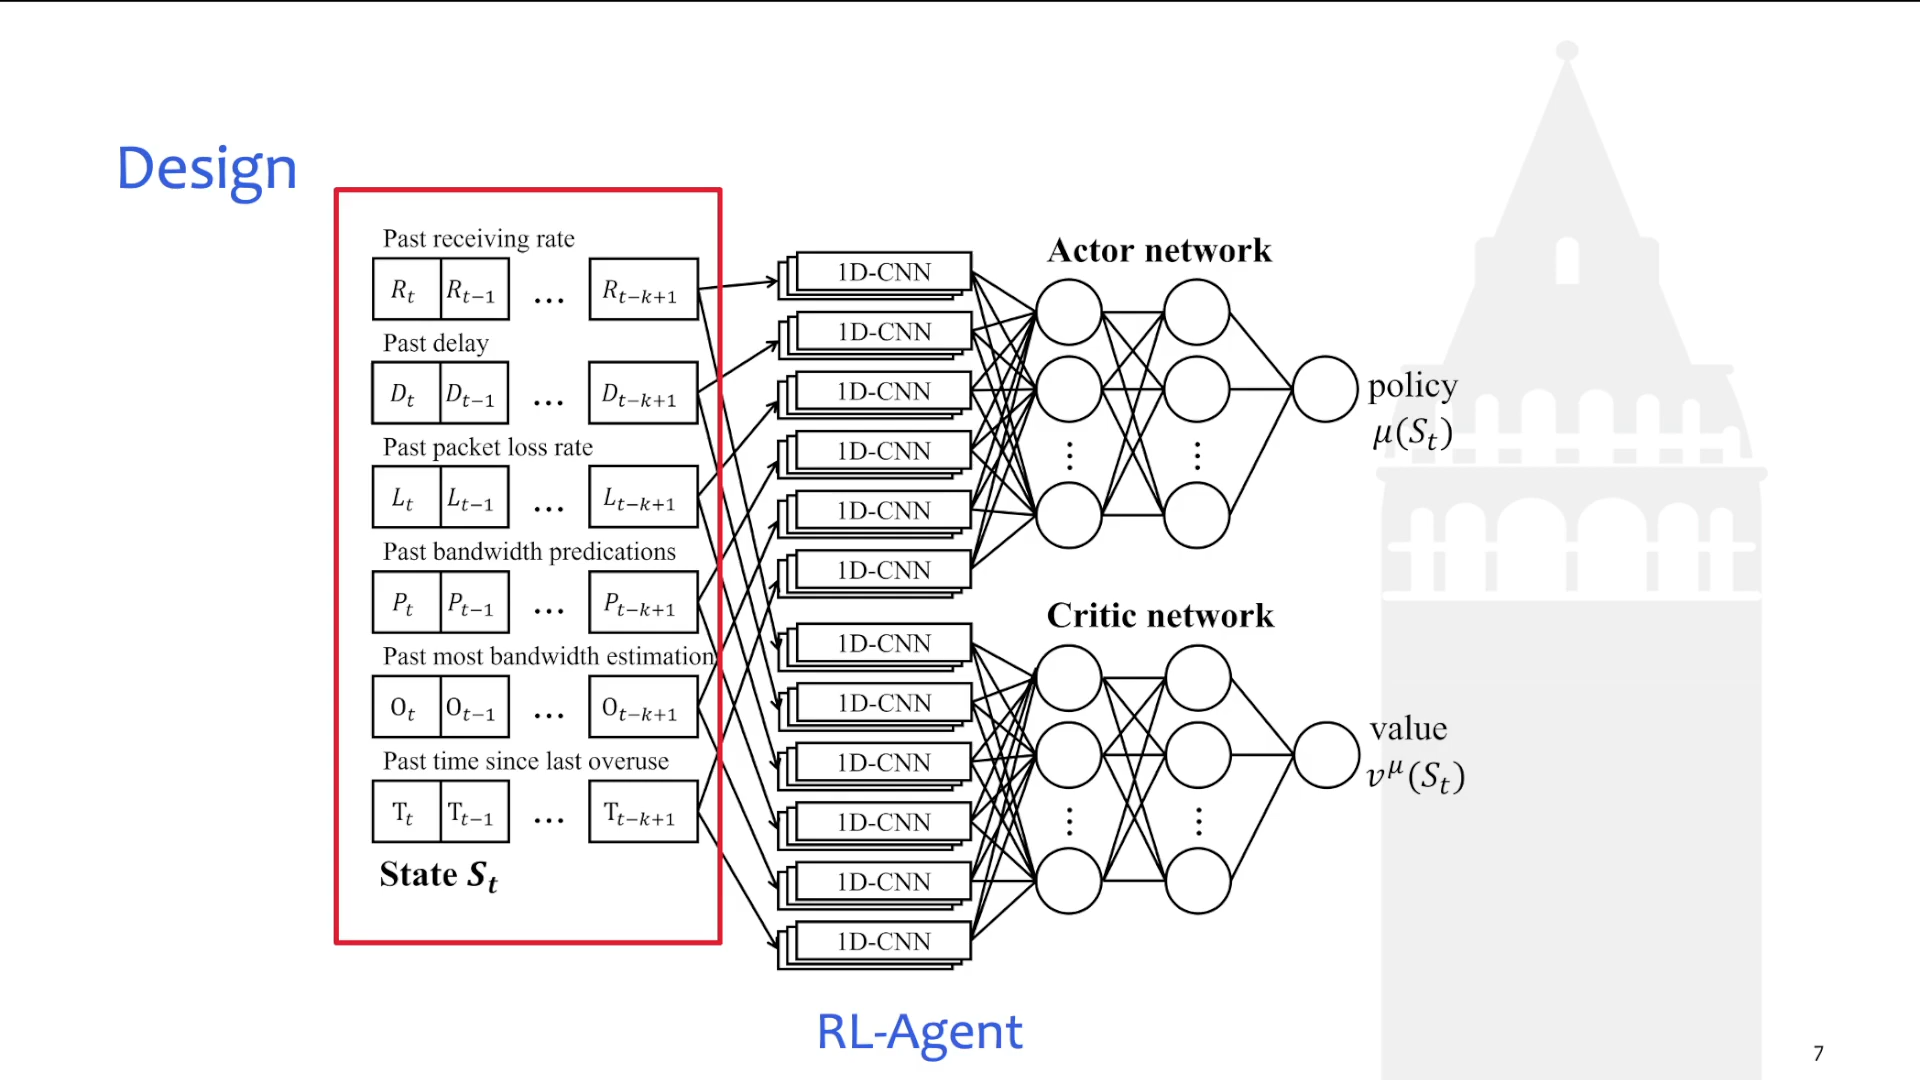 Design
Past receiving rate
R_t R_{t-1} … R_{t-k+1}
Past delay
D_t D_{t-1} … D_{t-k+1}
Past packet loss rate
L_t L_{t-1} … L_{t-k+1}
Past bandwidth predications
P_t P_{t-1} … P_{t-k+1}
Past most bandwidth estimation
O_t O_{t-1} … O_{t-k+1}
Past time since last overuse
T_t T_{t-1} … T_{t-k+1}
State S_t
1D-CNN
1D-CNN
1D-CNN
1D-CNN
1D-CNN
1D-CNN
1D-CNN
1D-CNN
1D-CNN
1D-CNN
1D-CNN
1D-CNN
Actor network
policy
μ(S_t)
Critic network
value
v^μ(S_t)
RL-Agent
7